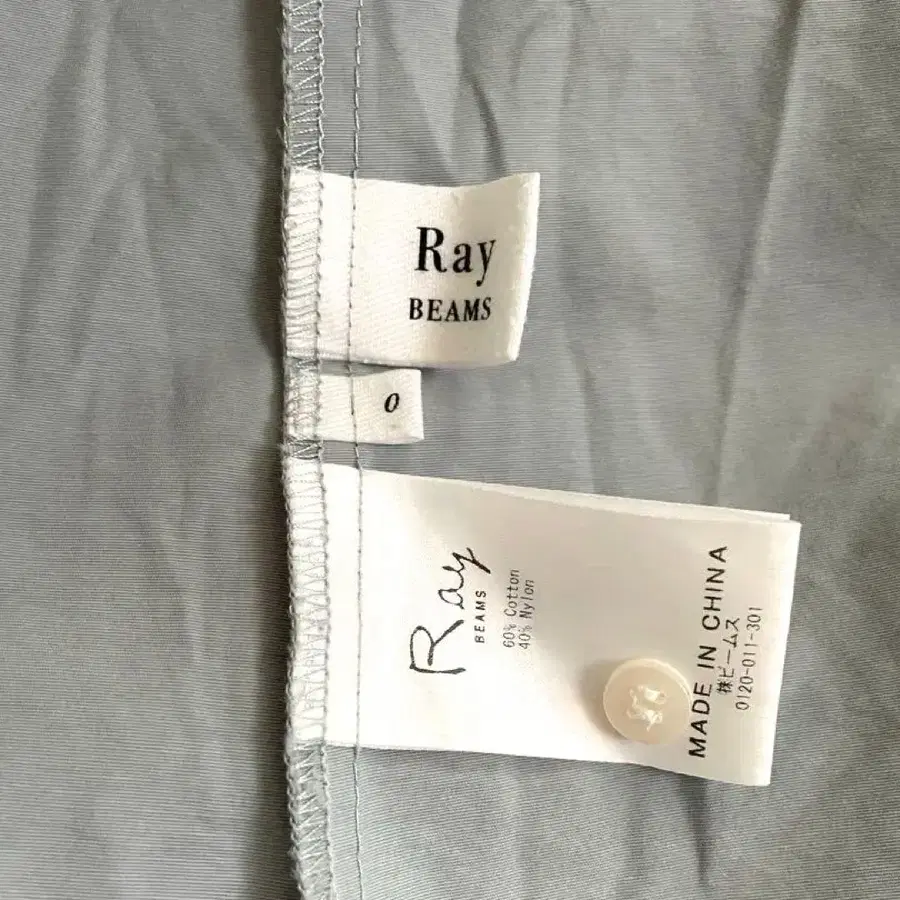 Ray
BEAMS
0
Ray
BEAMS
60% Cotton
40% Nylon
MADE IN CHINA
㈱ビームス
0120-011-301